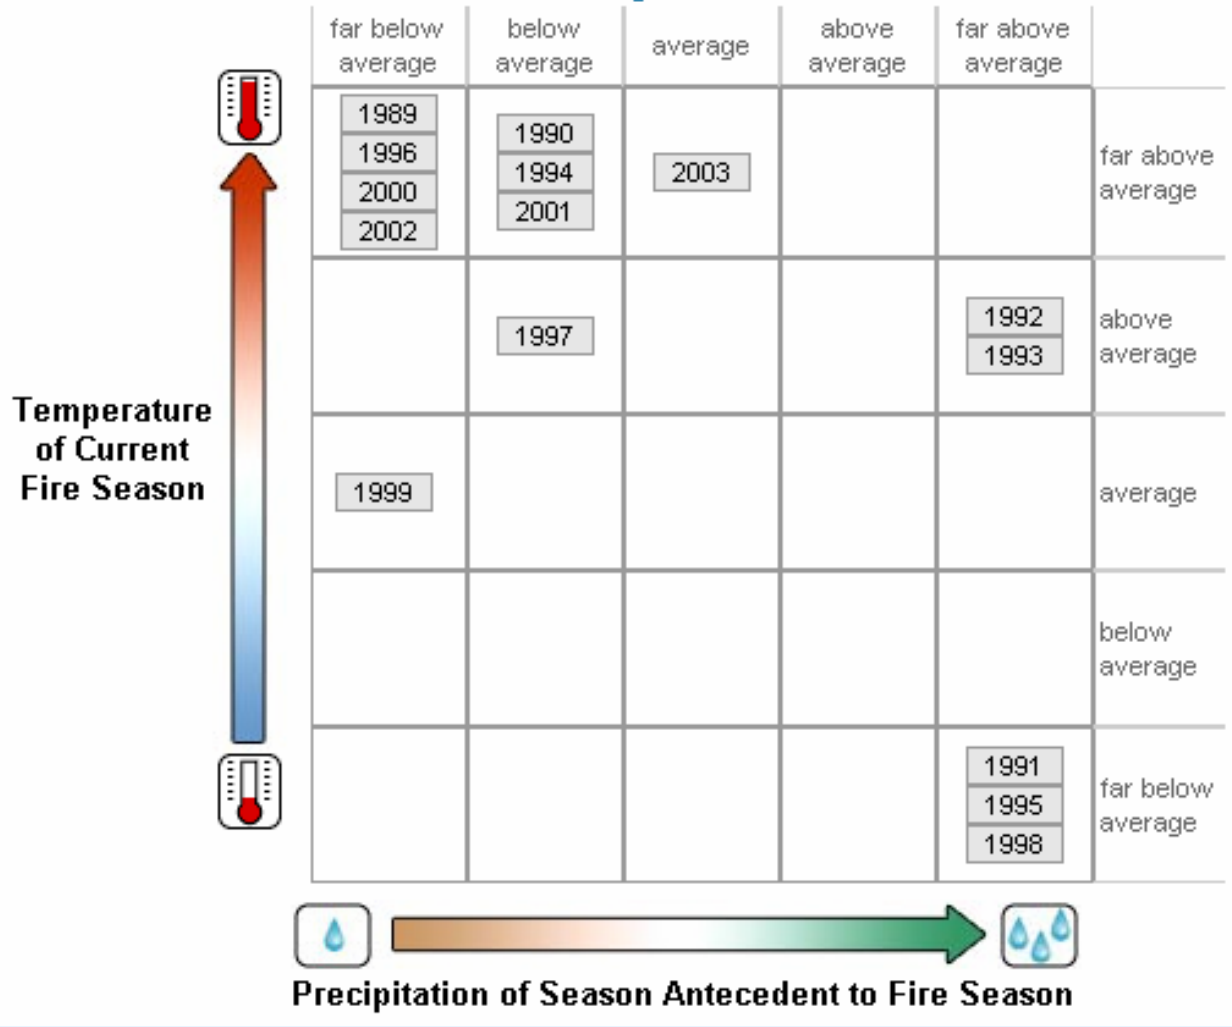 far below
average
below
average
average
above
average
far above
average
1989
1996
2000
2002
1990
1994
2001
2003
far above
average
1997
1992
1993
above
average
Temperature
of Current
Fire Season
1999
average
below
average
1991
1995
1998
far below
average
Precipitation of Season Antecedent to Fire Season